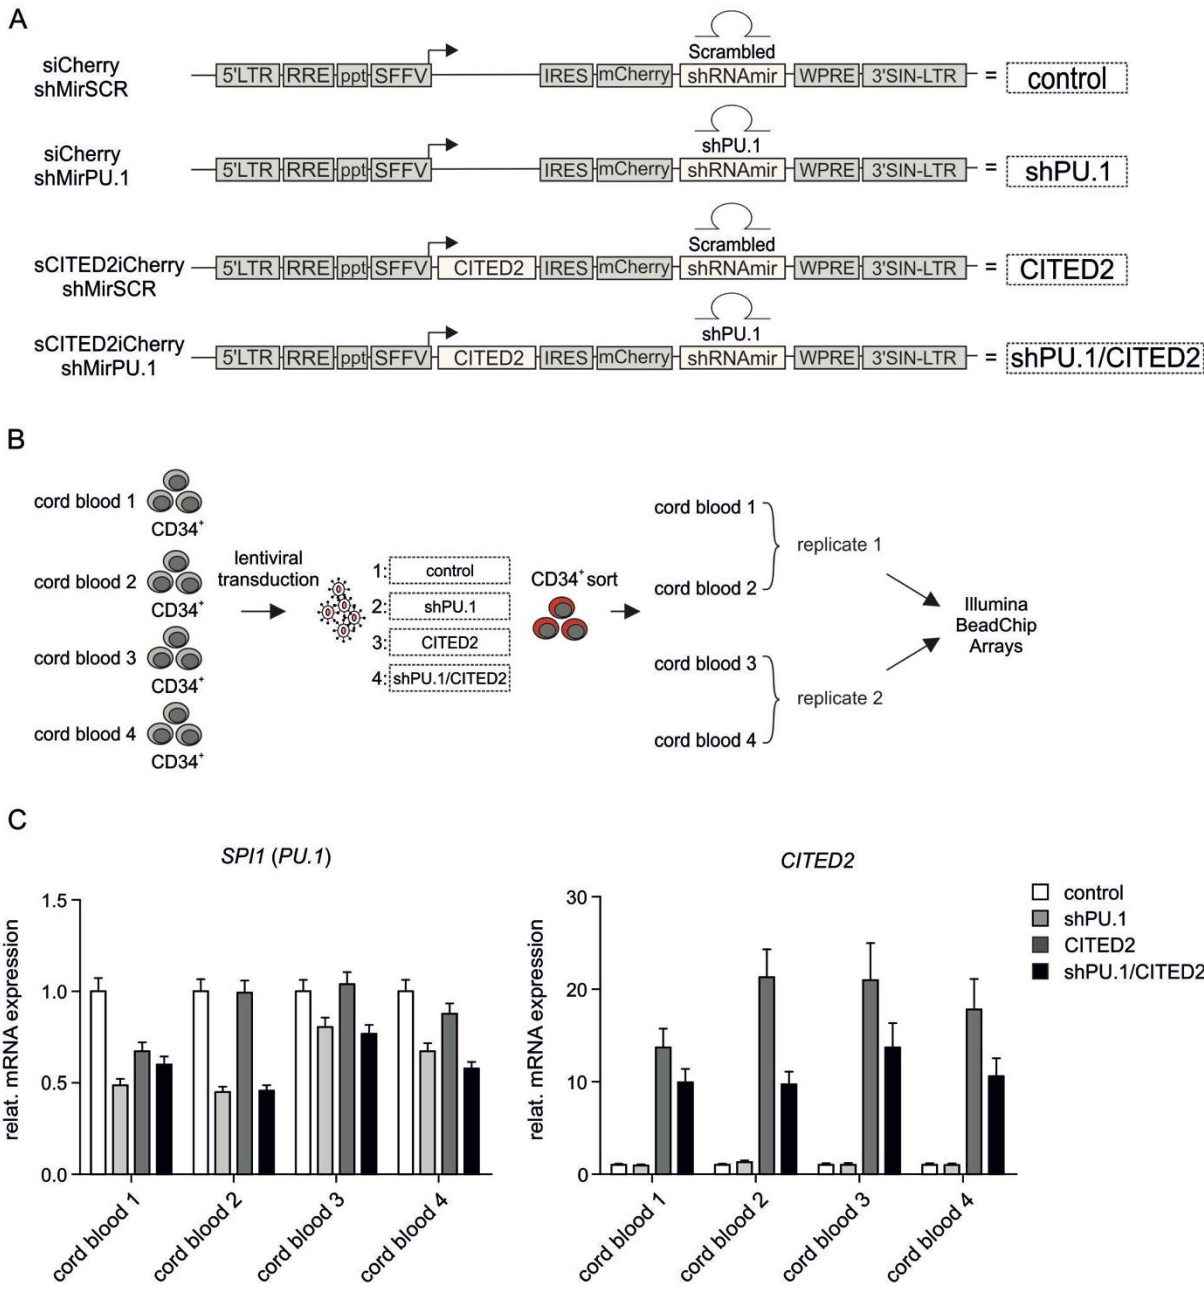 A
siCherry
shMirSCR
5'LTR RRE ppt SFFV IRES mCherry shRNAmir WPRE 3'SIN-LTR = control
Scrambled
siCherry
shMirPU.1
5'LTR RRE ppt SFFV IRES mCherry shRNAmir WPRE 3'SIN-LTR = shPU.1
shPU.1
sCITED2iCherry
shMirSCR
5'LTR RRE ppt SFFV CITED2 IRES mCherry shRNAmir WPRE 3'SIN-LTR = CITED2
Scrambled
sCITED2iCherry
shMirPU.1
5'LTR RRE ppt SFFV CITED2 IRES mCherry shRNAmir WPRE 3'SIN-LTR = shPU.1/CITED2
shPU.1
B
cord blood 1
CD34+
cord blood 2
CD34+
cord blood 3
CD34+
cord blood 4
CD34+
lentiviral
transduction
1: control
2: shPU.1
3: CITED2
4: shPU.1/CITED2
CD34+ sort
cord blood 1
cord blood 2
replicate 1
cord blood 3
cord blood 4
replicate 2
Illumina
BeadChip
Arrays
C
SPI1 (PU.1)
relat. mRNA expression
1.5
1.0
0.5
0.0
cord blood 1
cord blood 2
cord blood 3
cord blood 4
CITED2
relat. mRNA expression
30
20
10
0
cord blood 1
cord blood 2
cord blood 3
cord blood 4
control
shPU.1
CITED2
shPU.1/CITED2